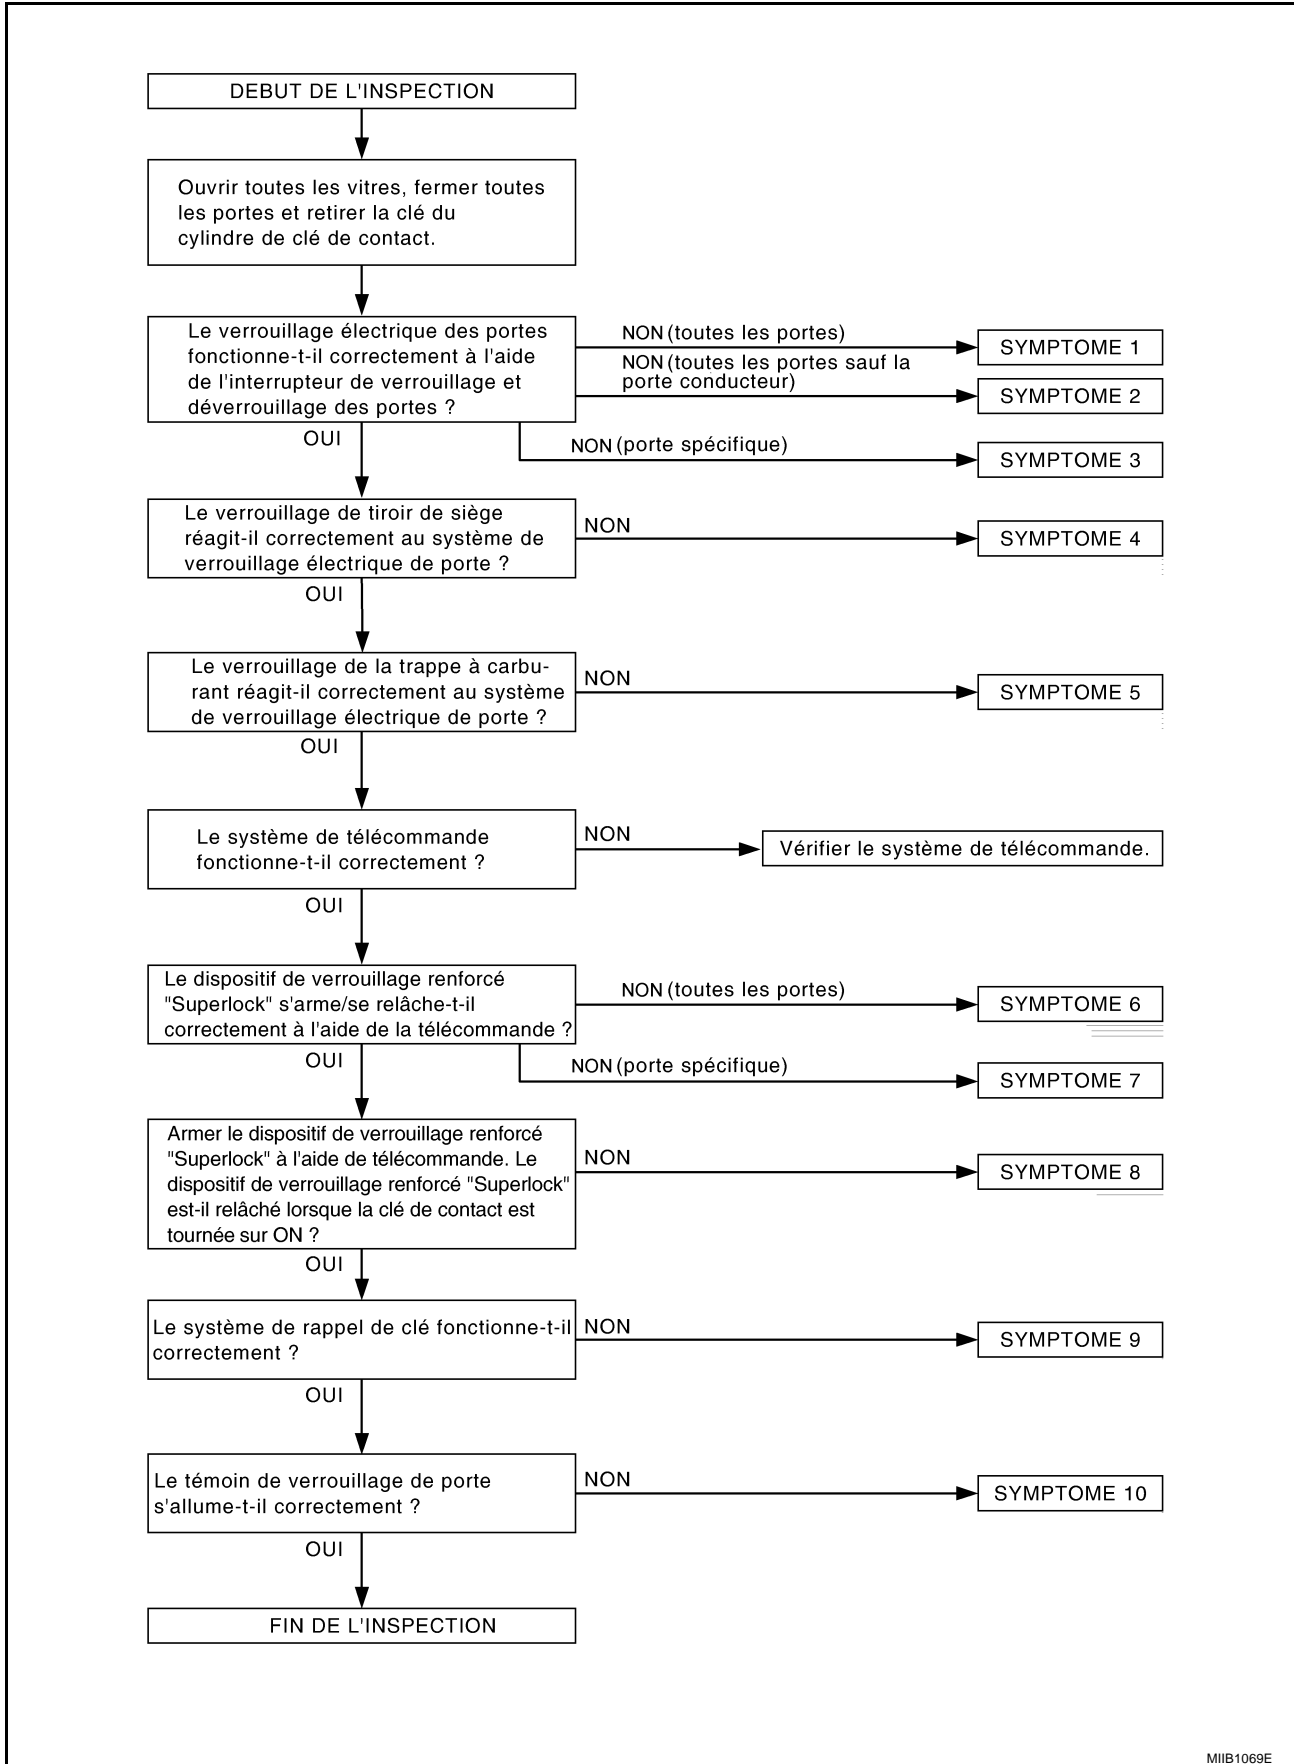 DEBUT DE L'INSPECTION
Ouvrir toutes les vitres, fermer toutes
les portes et retirer la clé du
cylindre de clé de contact.
Le verrouillage électrique des portes
fonctionne-t-il correctement à l'aide
de l'interrupteur de verrouillage et
déverrouillage des portes ?
NON (toutes les portes)
SYMPTOME 1
NON (toutes les portes sauf la
porte conducteur)
SYMPTOME 2
OUI
NON (porte spécifique)
SYMPTOME 3
Le verrouillage de tiroir de siège
réagit-il correctement au système de
verrouillage électrique de porte ?
NON
SYMPTOME 4
OUI
Le verrouillage de la trappe à carbu-
rant réagit-il correctement au système
de verrouillage électrique de porte ?
NON
SYMPTOME 5
OUI
Le système de télécommande
fonctionne-t-il correctement ?
NON
Vérifier le système de télécommande.
OUI
Le dispositif de verrouillage renforcé
"Superlock" s'arme/se relâche-t-il
correctement à l'aide de la télécommande ?
NON (toutes les portes)
SYMPTOME 6
OUI
NON (porte spécifique)
SYMPTOME 7
Armer le dispositif de verrouillage renforcé
"Superlock" à l'aide de télécommande. Le
dispositif de verrouillage renforcé "Superlock"
est-il relâché lorsque la clé de contact est
tournée sur ON ?
NON
SYMPTOME 8
OUI
Le système de rappel de clé fonctionne-t-il
correctement ?
NON
SYMPTOME 9
OUI
Le témoin de verrouillage de porte
s'allume-t-il correctement ?
NON
SYMPTOME 10
OUI
FIN DE L'INSPECTION
MIIB1069E